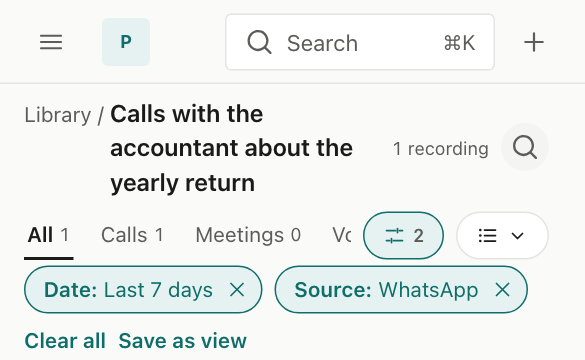 P Search ⌘K
Library / Calls with the
accountant about the
yearly return
1 recording
All 1 Calls 1 Meetings 0 Vo 2
Date: Last 7 days Source: WhatsApp
Clear all Save as view